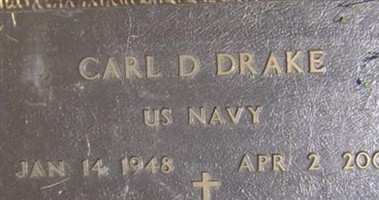 CARL D DRAKE
US NAVY
JAN 14 1948 APR 2